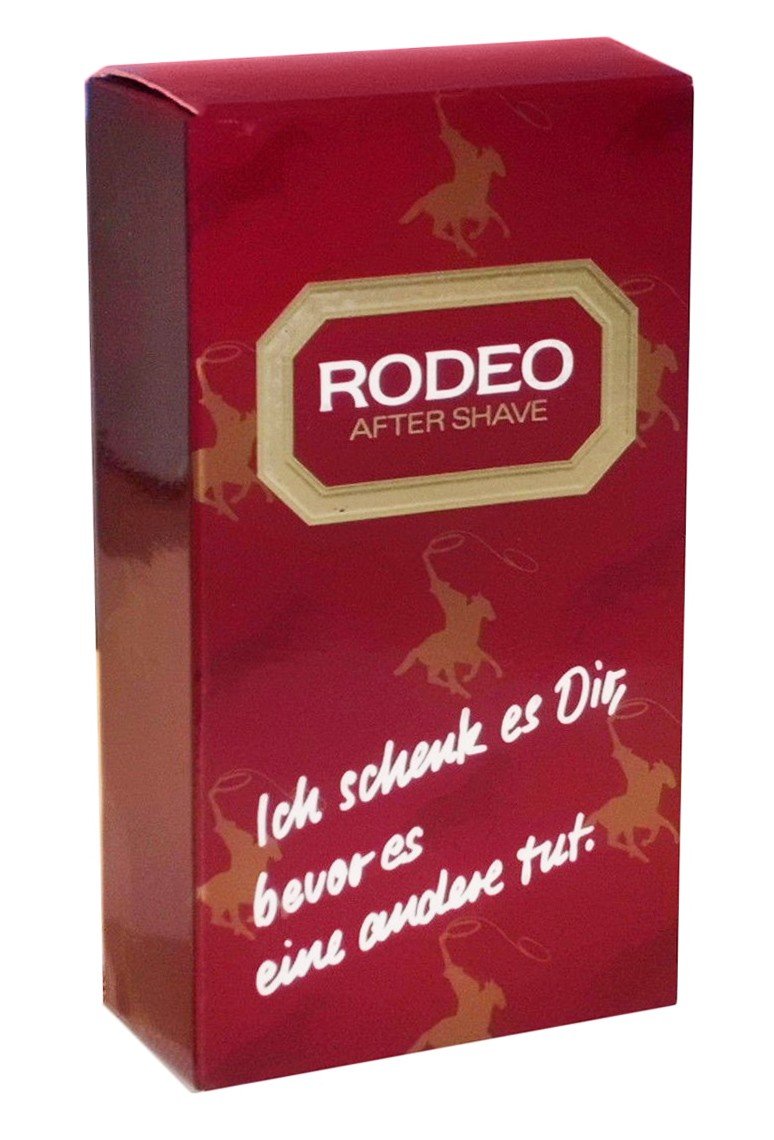 RODEO
AFTER SHAVE
Ich schenk es Dir,
bevor es
eine andere tut.